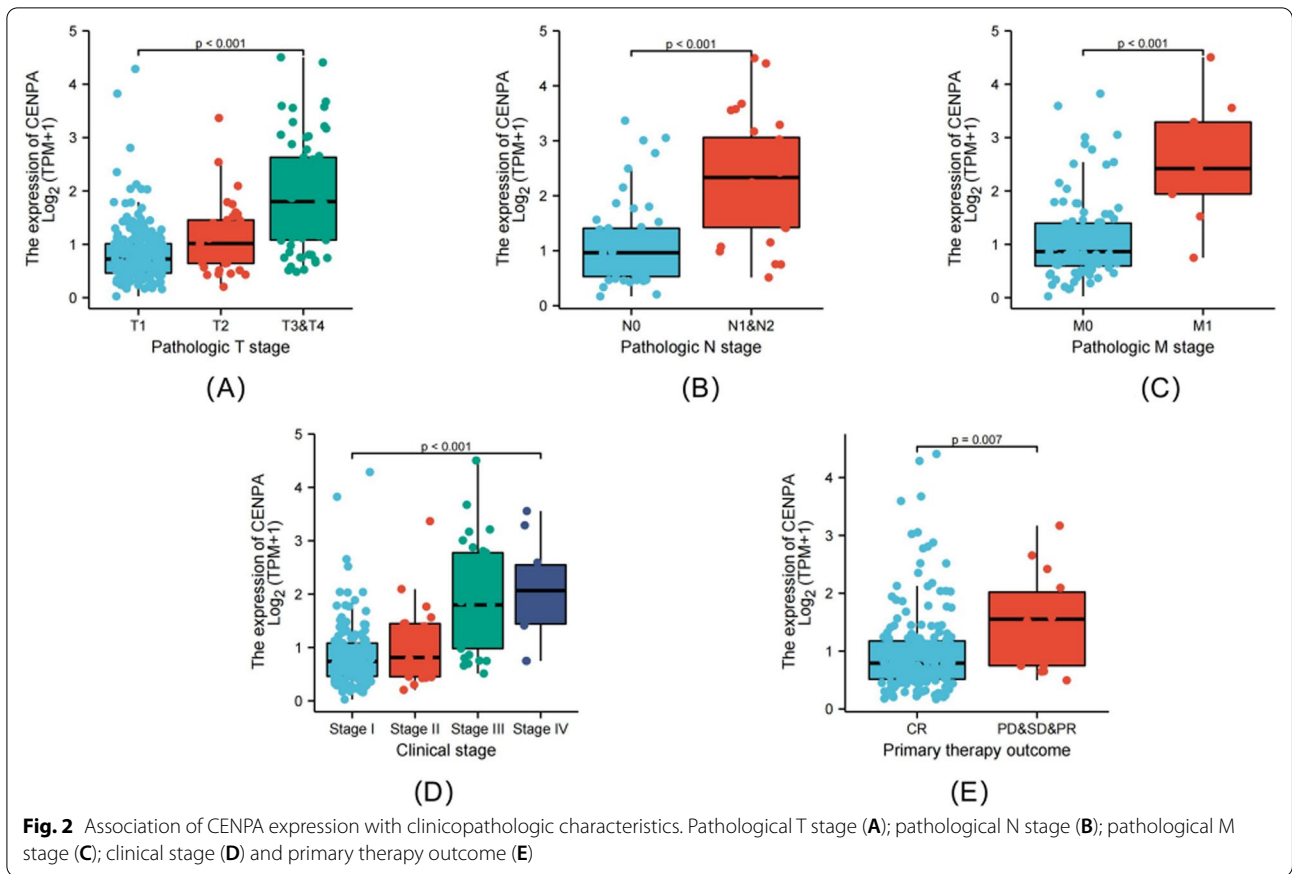 The expression of CENPA
Log2 (TPM+1)
5
4
3
2
1
0
p < 0.001
T1 T2 T3&T4
Pathologic T stage
(A)
The expression of CENPA
Log2 (TPM+1)
5
4
3
2
1
0
p < 0.001
N0 N1&N2
Pathologic N stage
(B)
The expression of CENPA
Log2 (TPM+1)
5
4
3
2
1
0
p < 0.001
M0 M1
Pathologic M stage
(C)
The expression of CENPA
Log2 (TPM+1)
5
4
3
2
1
0
p < 0.001
Stage I Stage II Stage III Stage IV
Clinical stage
(D)
The expression of CENPA
Log2 (TPM+1)
4
3
2
1
0
p = 0.007
CR PD&SD&PR
Primary therapy outcome
(E)
Fig. 2 Association of CENPA expression with clinicopathologic characteristics. Pathological T stage (A); pathological N stage (B); pathological M
stage (C); clinical stage (D) and primary therapy outcome (E)